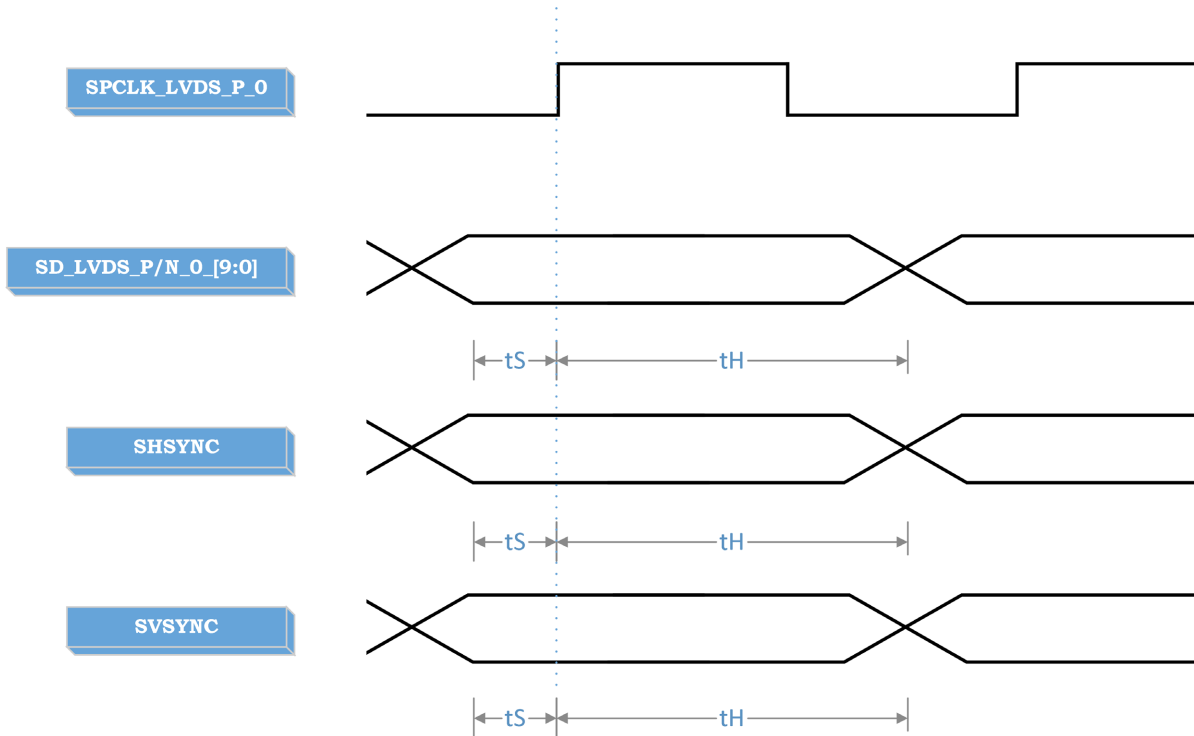 SPCLK_LVDS_P_0
SD_LVDS_P/N_0_[9:0]
tS tH
SHSYNC
tS tH
SVSYNC
tS tH